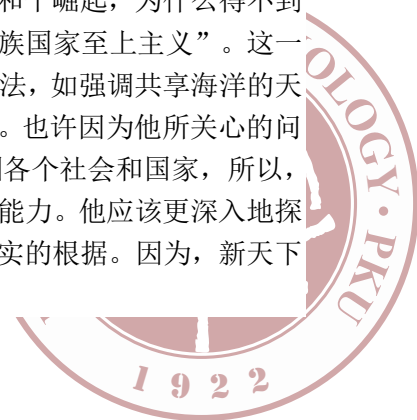 和平崛起，为什么得不到
族国家至上主义”。这一
法，如强调共享海洋的天
。也许因为他所关心的问
各个社会和国家，所以，
能力。他应该更深入地探
实的根据。因为，新天下
OLOGY · PKU
1922